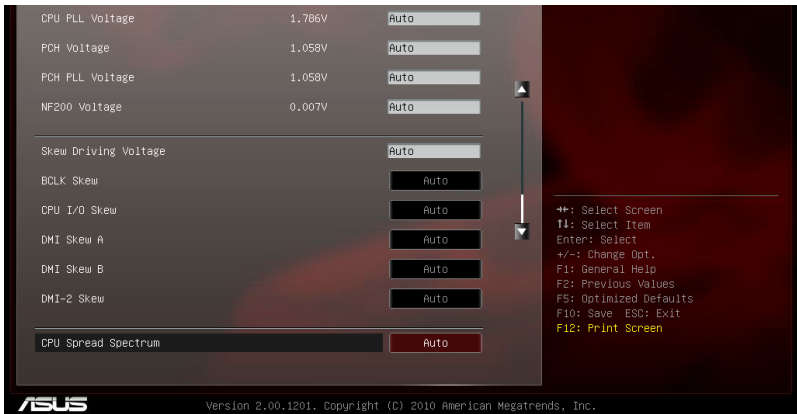 CPU PLL Voltage 1.786V Auto
PCH Voltage 1.058V Auto
PCH PLL Voltage 1.058V Auto
NF200 Voltage 0.007V Auto
Skew Driving Voltage Auto
BCLK Skew Auto
CPU I/O Skew Auto
DMI Skew A Auto
DMI Skew B Auto
DMI-2 Skew Auto
CPU Spread Spectrum Auto
→←: Select Screen
↑↓: Select Item
Enter: Select
+/-: Change Opt.
F1: General Help
F2: Previous Values
F5: Optimized Defaults
F10: Save ESC: Exit
F12: Print Screen
ASUS
Version 2.00.1201. Copyright (C) 2010 American Megatrends, Inc.